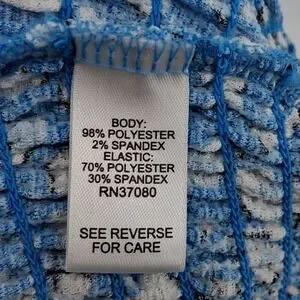 BODY:
98% POLYESTER
2% SPANDEX
ELASTIC:
70% POLYESTER
30% SPANDEX
RN37080
SEE REVERSE
FOR CARE